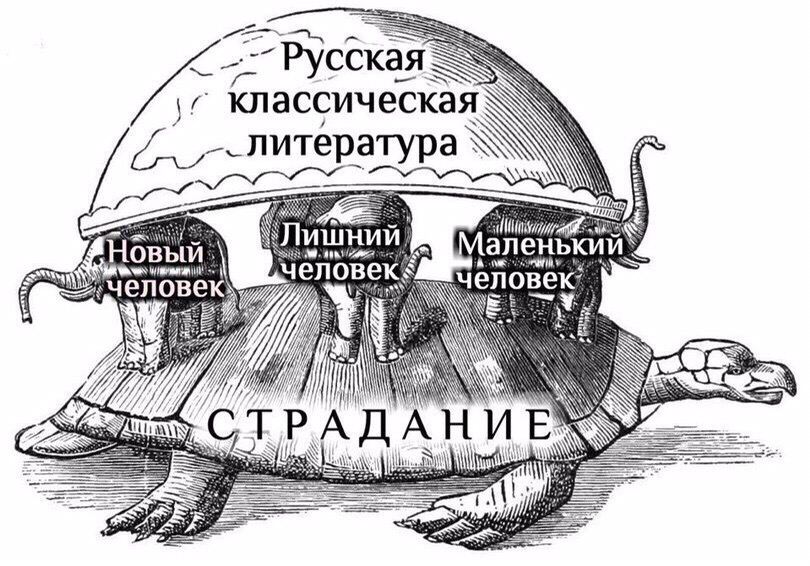 Русская
классическая
литература
Новый
человек
Лишний
человек
Маленький
человек
СТРАДАНИЕ